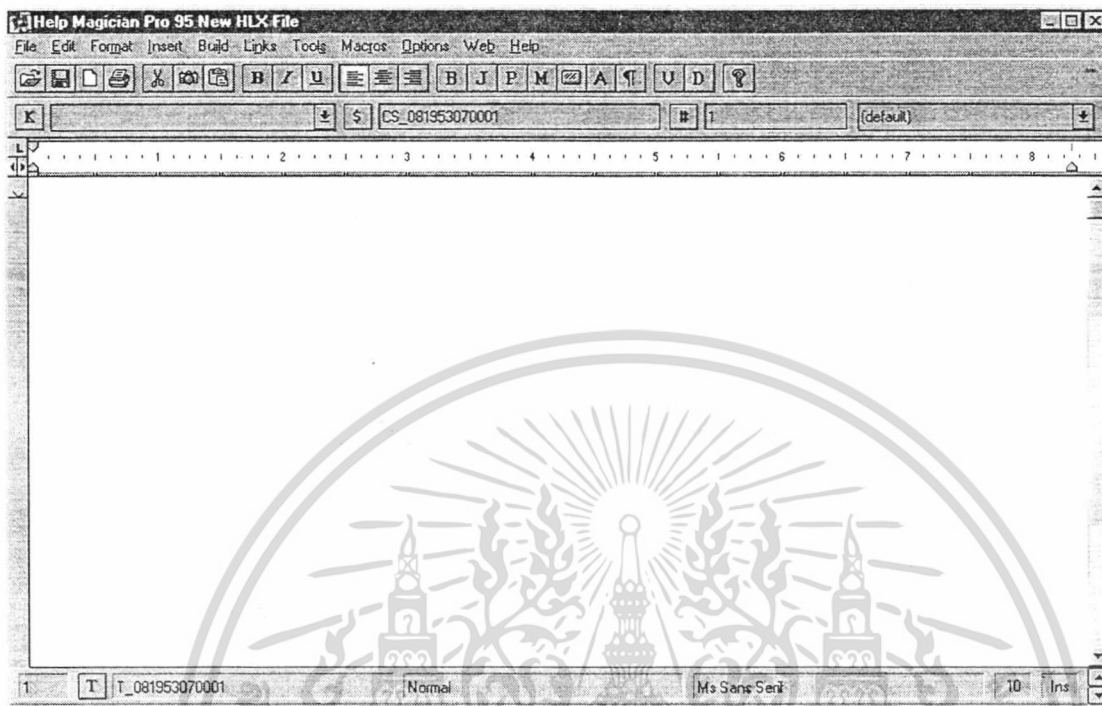 Help Magician Pro 95 New HLX File
File Edit Format Insert Build Links Tools Macros Options Web Help
B I U B J P M A ¶ U D ?
K $ CS_081953070001 # 1 (default)
L 1 2 3 4 5 6 7 8
1 T T_081953070001 Normal Ms Sans Serif 10 Ins